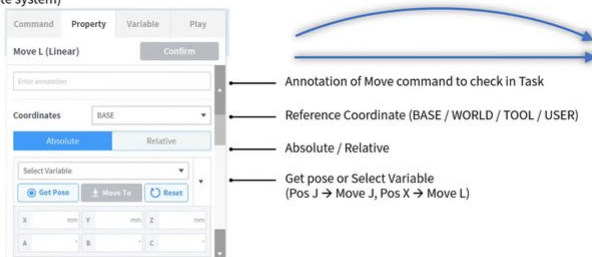 te system)
Command Property Variable Play
Move L (Linear) Confirm
Enter annotation
Annotation of Move command to check in Task
Coordinates BASE
Reference Coordinate (BASE / WORLD / TOOL / USER)
Absolute Relative
Absolute / Relative
Select Variable
Get Pose Move To Reset
Get pose or Select Variable
(Pos J → Move J, Pos X → Move L)
X mm Y mm Z mm
A ° B ° C °